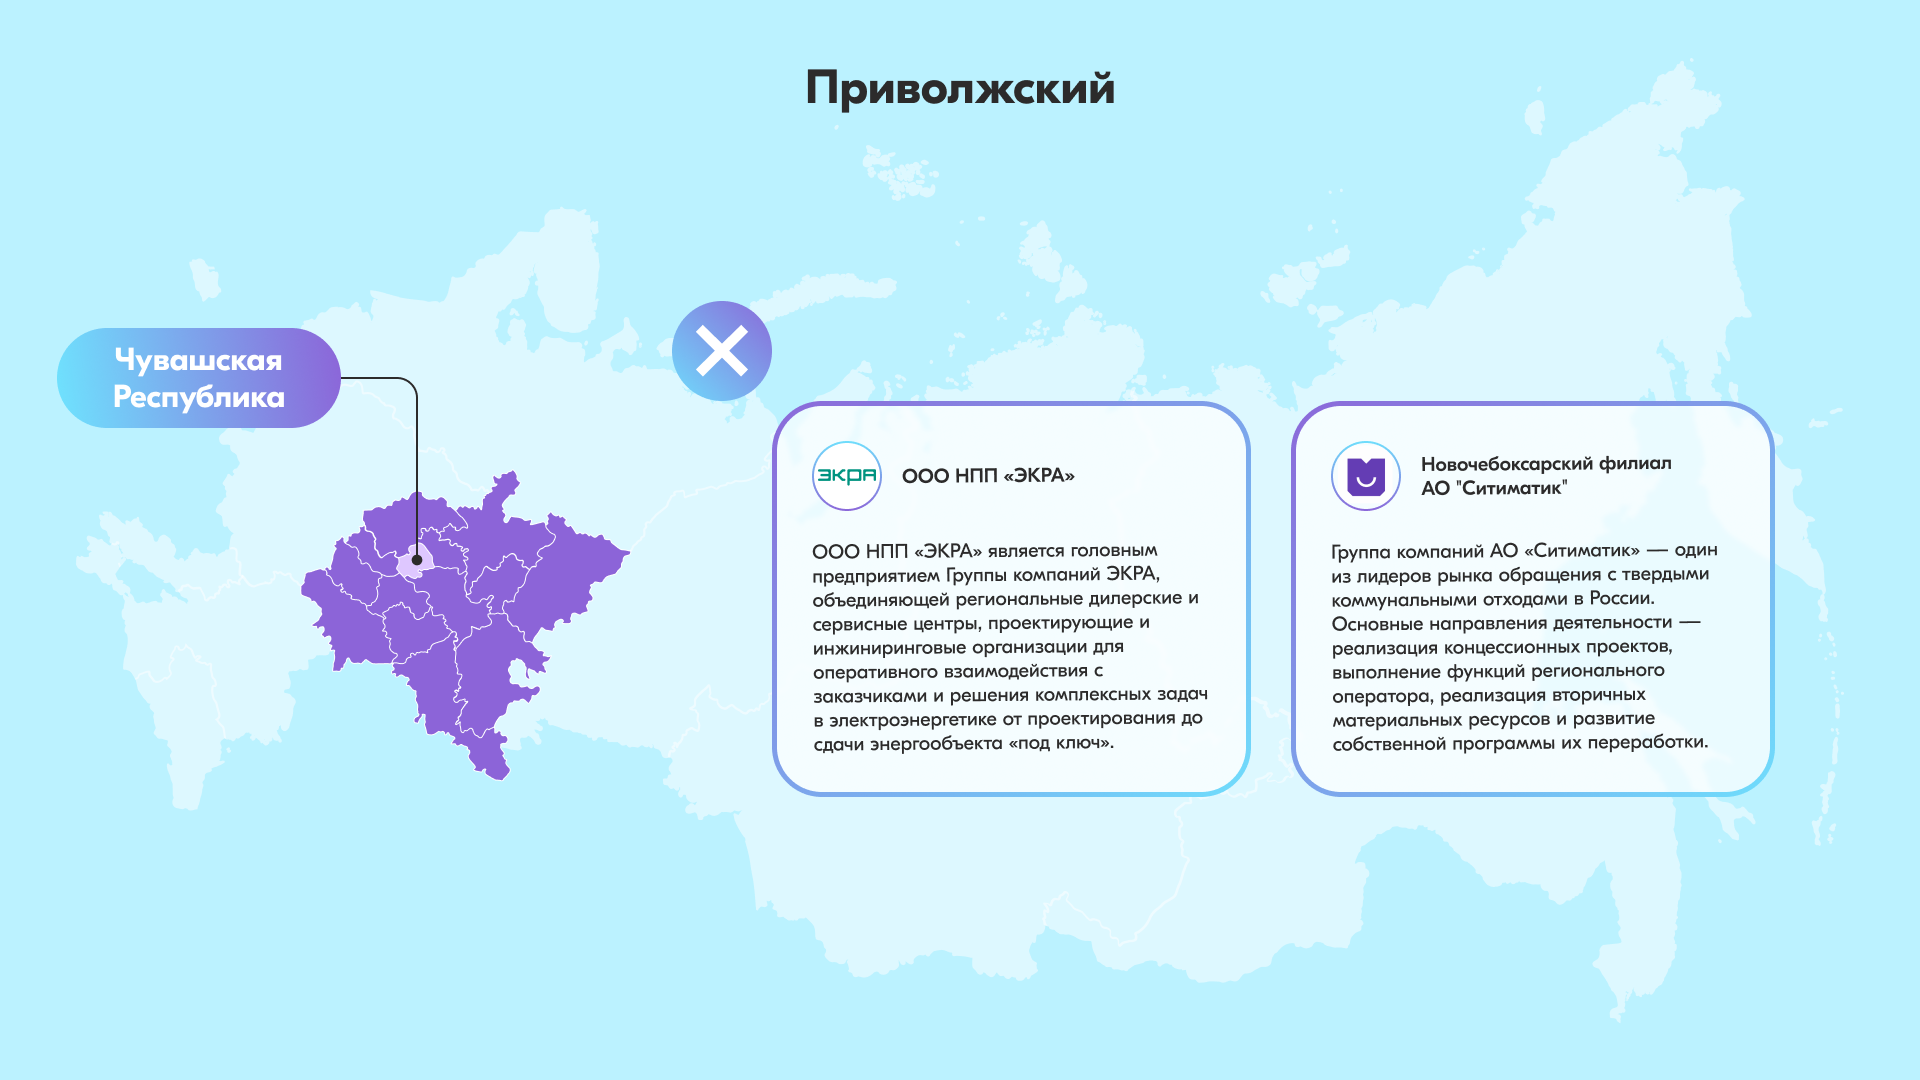 Приволжский
Чувашская
Республика
экра
ООО НПП «ЭКРА»
ООО НПП «ЭКРА» является головным
предприятием Группы компаний ЭКРА,
объединяющей региональные дилерские и
сервисные центры, проектирующие и
инжиниринговые организации для
оперативного взаимодействия с
заказчиками и решения комплексных задач
в электроэнергетике от проектирования до
сдачи энергообъекта «под ключ».
Новочебоксарский филиал
АО "Ситиматик"
Группа компаний АО «Ситиматик» — один
из лидеров рынка обращения с твердыми
коммунальными отходами в России.
Основные направления деятельности —
реализация концессионных проектов,
выполнение функций регионального
оператора, реализация вторичных
материальных ресурсов и развитие
собственной программы их переработки.